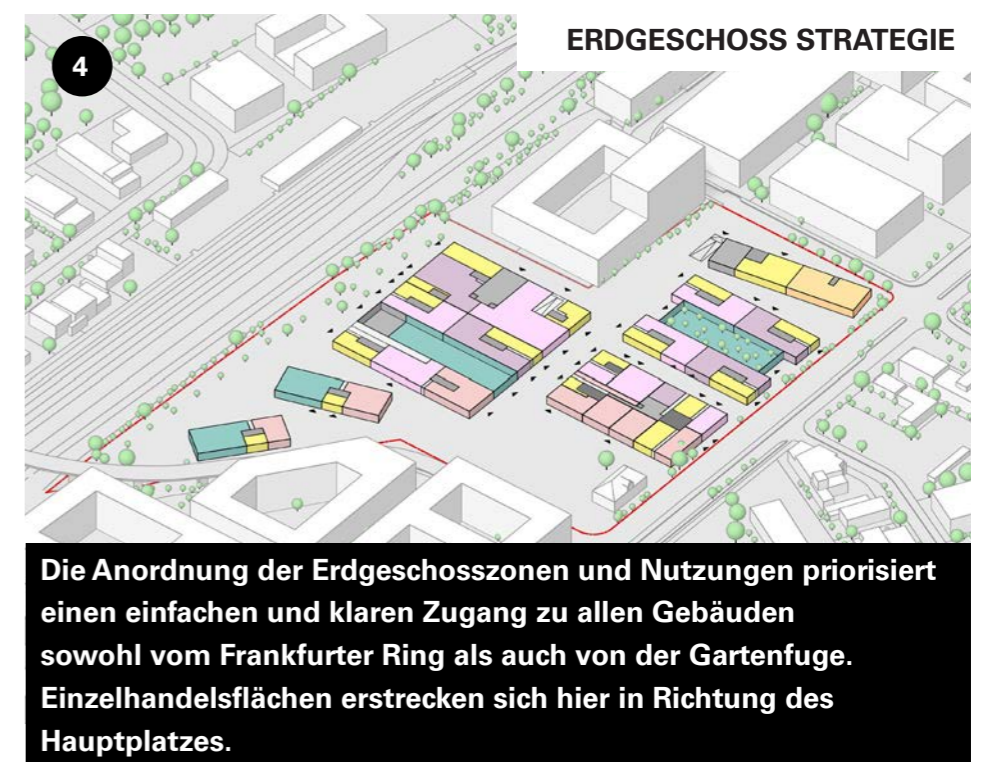 4
ERDGESCHOSS STRATEGIE
Die Anordnung der Erdgeschosszonen und Nutzungen priorisiert
einen einfachen und klaren Zugang zu allen Gebäuden
sowohl vom Frankfurter Ring als auch von der Gartenfuge.
Einzelhandelsflächen erstrecken sich hier in Richtung des
Hauptplatzes.